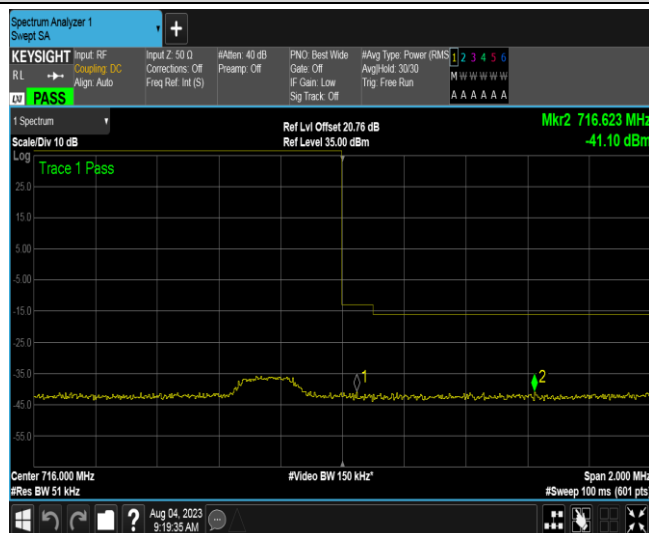 Spectrum Analyzer 1
Swept SA
+
KEYSIGHT
RL
LXI PASS
Input: RF
Coupling: DC
Align: Auto
Input Z: 50 Ω
Corrections: Off
Freq Ref: Int (S)
#Atten: 40 dB
Preamp: Off
PNO: Best Wide
Gate: Off
IF Gain: Low
Sig Track: Off
#Avg Type: Power (RMS
Avg|Hold: 30/30
Trig: Free Run
1 2 3 4 5 6
M W W W W W
A A A A A A
1 Spectrum
Scale/Div 10 dB
Ref Lvl Offset 20.76 dB
Ref Level 35.00 dBm
Mkr2 716.623 MHz
-41.10 dBm
Log
Trace 1 Pass
25.0
15.0
5.00
-5.00
-15.0
-25.0
-35.0
1
2
-45.0
-55.0
Center 716.000 MHz
#Res BW 51 kHz
#Video BW 150 kHz*
Span 2.000 MHz
#Sweep 100 ms (601 pts)
?
Aug 04, 2023
9:19:35 AM